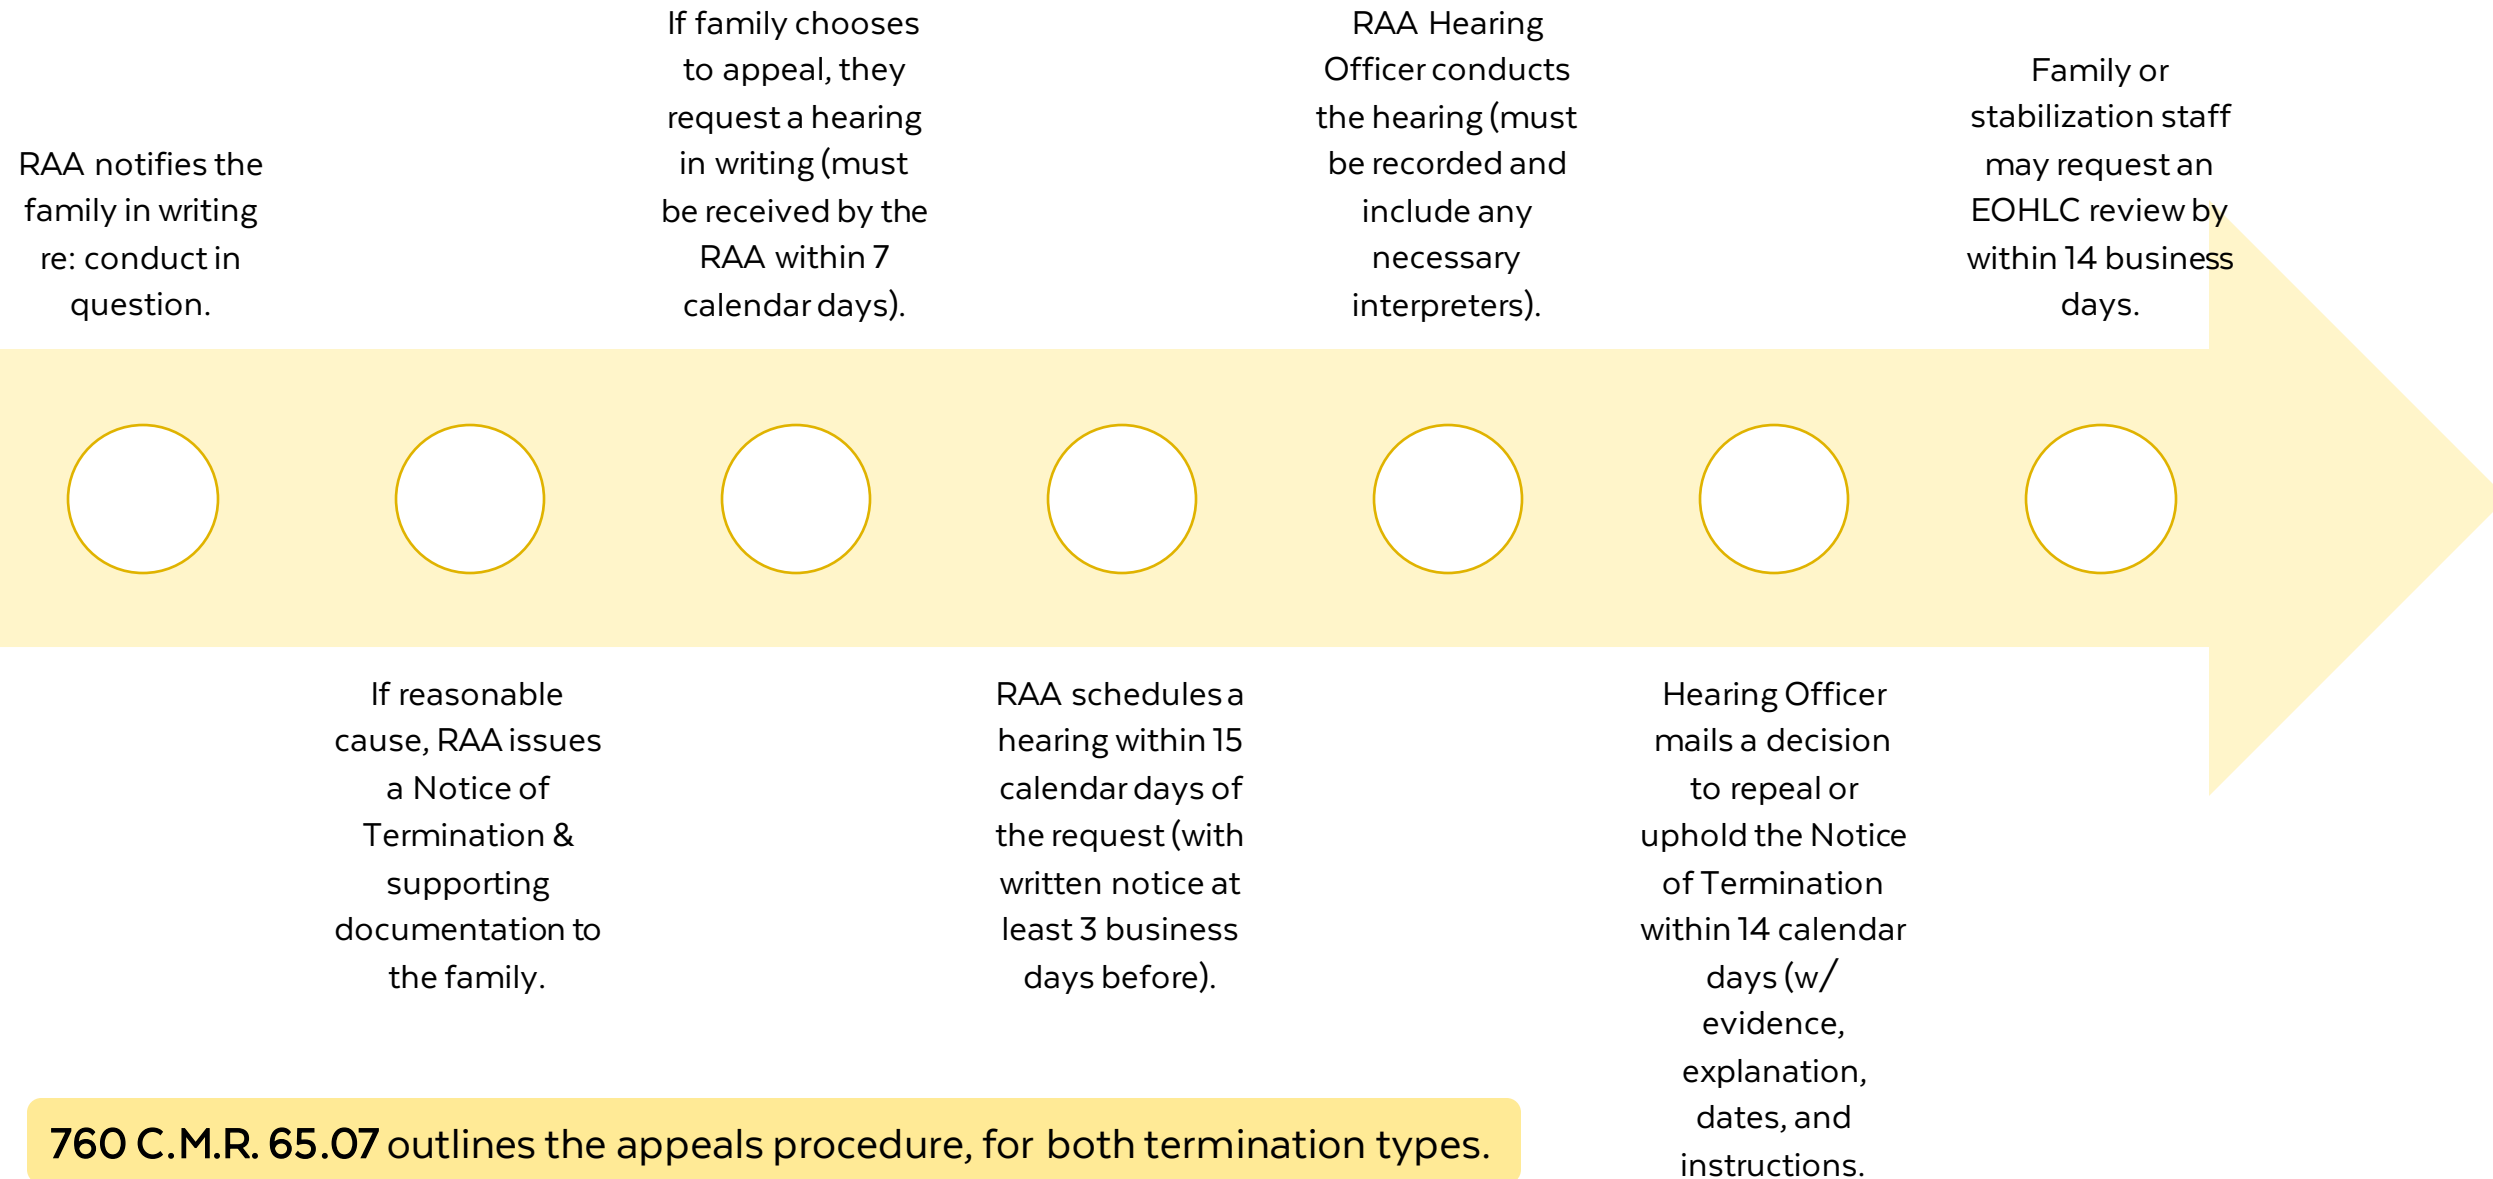 RAA notifies the
family in writing
re: conduct in
question.
If reasonable
cause, RAA issues
a Notice of
Termination &
supporting
documentation to
the family.
If family chooses
to appeal, they
request a hearing
in writing (must
be received by the
RAA within 7
calendar days).
RAA schedules a
hearing within 15
calendar days of
the request (with
written notice at
least 3 business
days before).
RAA Hearing
Officer conducts
the hearing (must
be recorded and
include any
necessary
interpreters).
Hearing Officer
mails a decision
to repeal or
uphold the Notice
of Termination
within 14 calendar
days (w/
evidence,
explanation,
dates, and
instructions.
Family or
stabilization staff
may request an
EOHLC review by
within 14 business
days.
760 C.M.R. 65.07 outlines the appeals procedure, for both termination types.